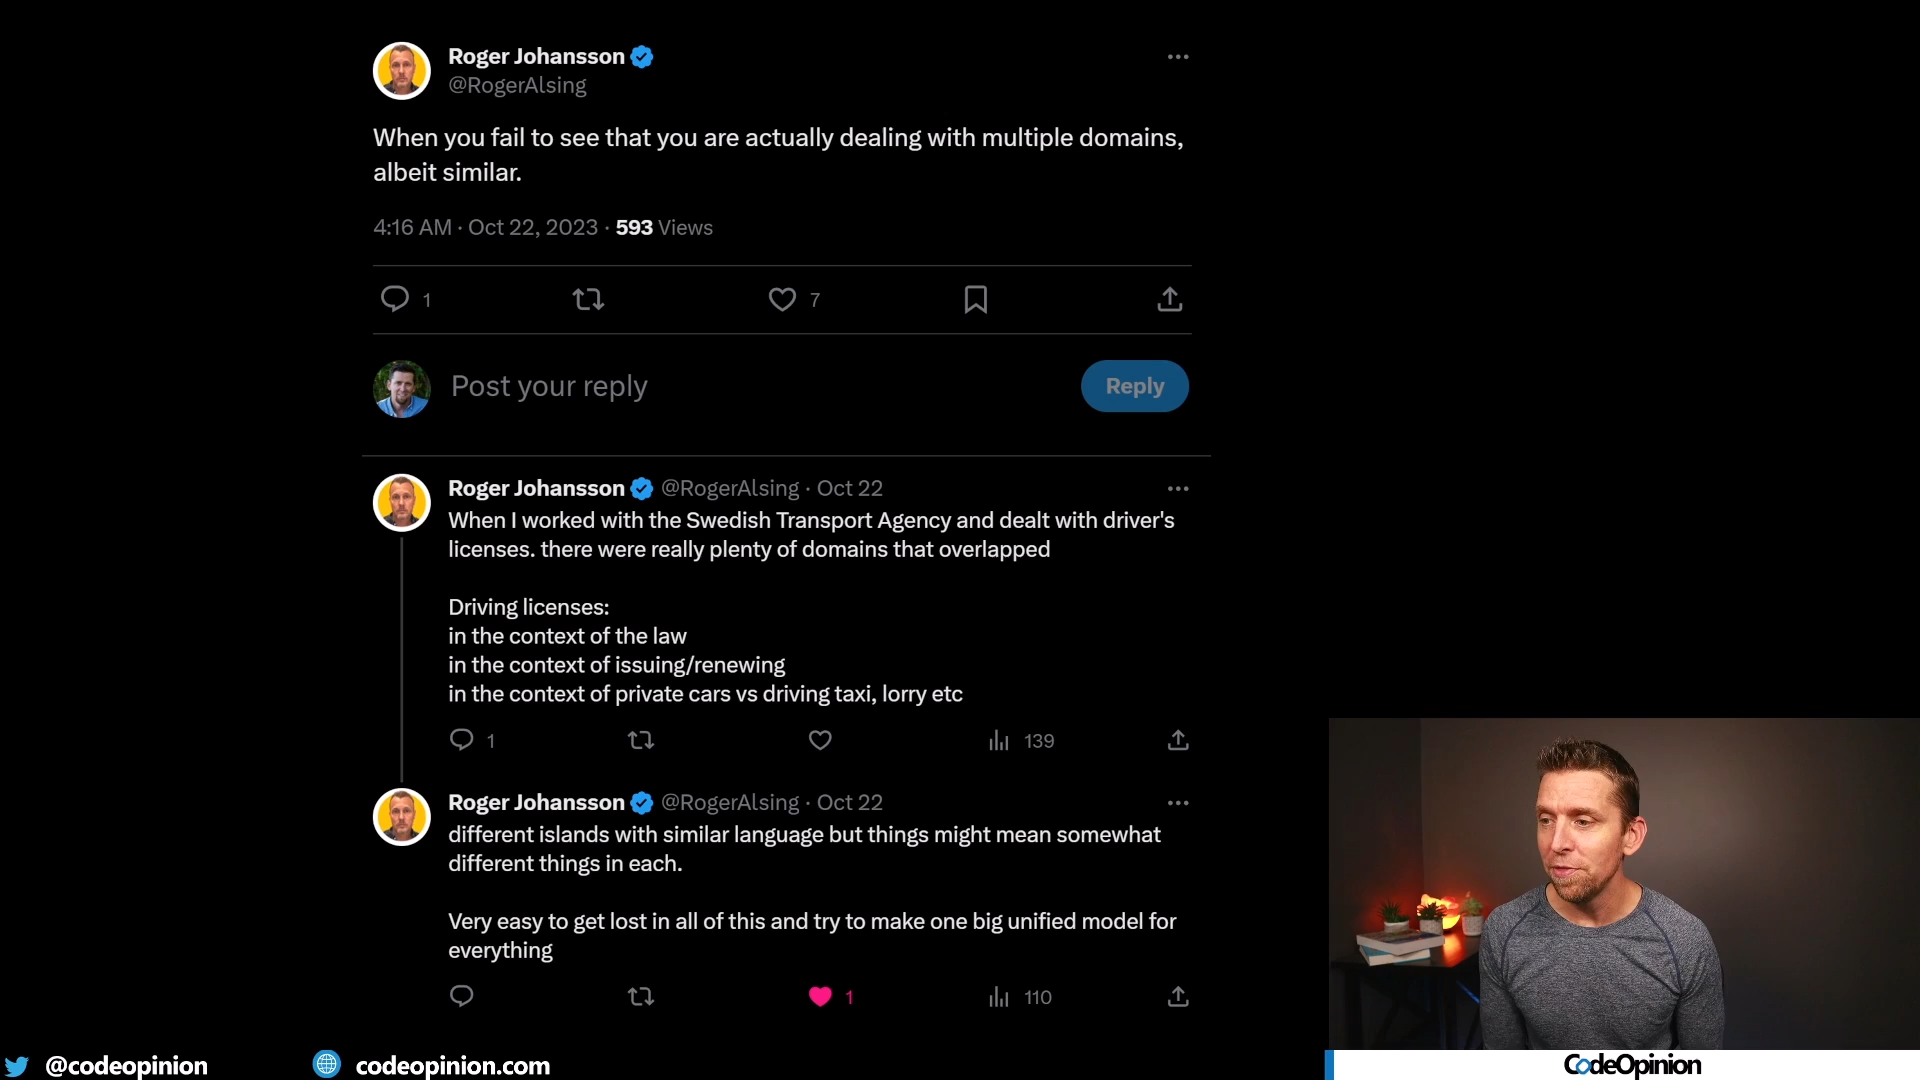 Roger Johansson
@RogerAlsing
When you fail to see that you are actually dealing with multiple domains,
albeit similar.
4:16 AM · Oct 22, 2023 · 593 Views
1
7
Post your reply
Reply
Roger Johansson @RogerAlsing · Oct 22
When I worked with the Swedish Transport Agency and dealt with driver's
licenses. there were really plenty of domains that overlapped
Driving licenses:
in the context of the law
in the context of issuing/renewing
in the context of private cars vs driving taxi, lorry etc
1
139
Roger Johansson @RogerAlsing · Oct 22
different islands with similar language but things might mean somewhat
different things in each.
Very easy to get lost in all of this and try to make one big unified model for
everything
1
110
@codeopinion
codeopinion.com
CodeOpinion